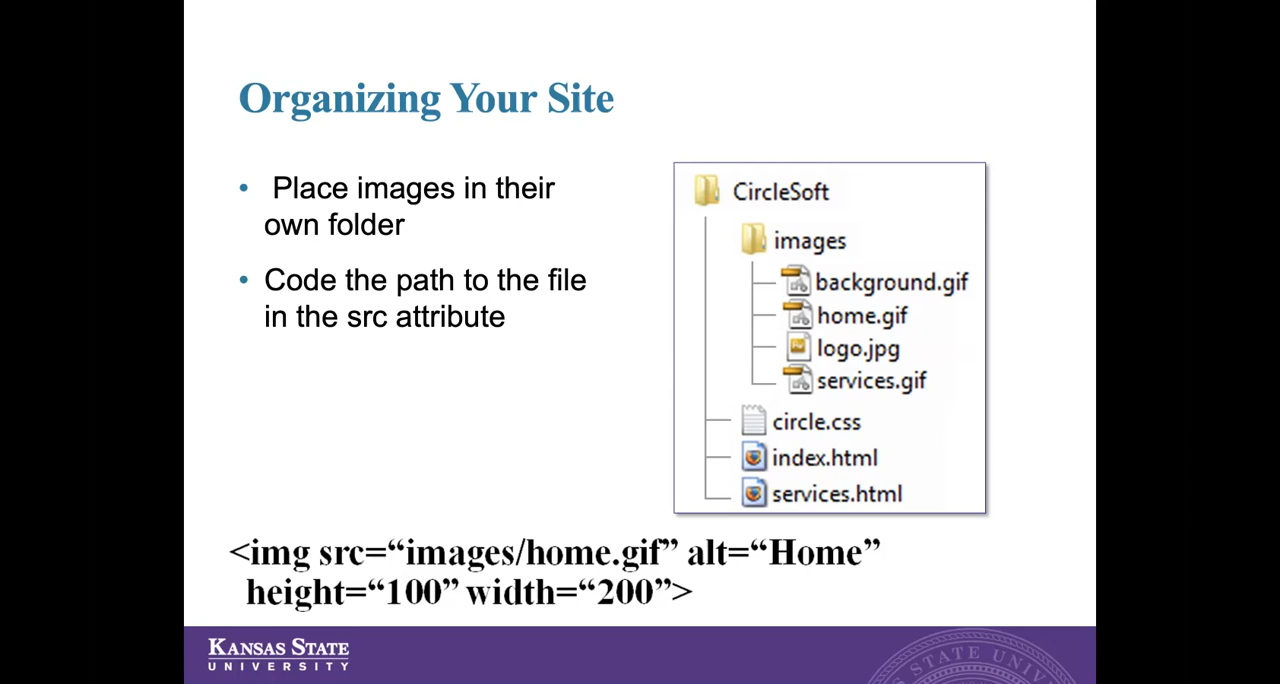 Organizing Your Site
• Place images in their
own folder
• Code the path to the file
in the src attribute
CircleSoft
images
background.gif
home.gif
logo.jpg
services.gif
circle.css
index.html
services.html
<img src=“images/home.gif” alt=“Home”
height=“100” width=“200”>
KANSAS STATE
UNIVERSITY
STATE UNIV